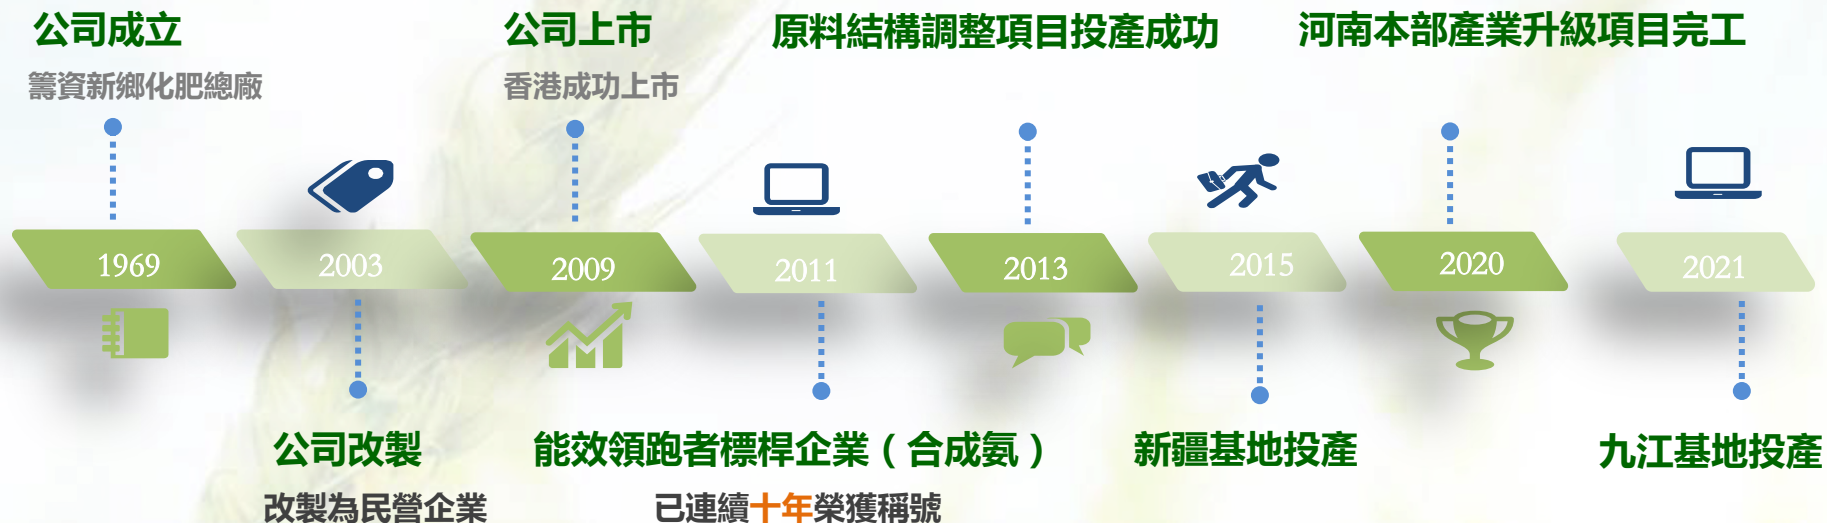 公司成立
籌資新鄉化肥總廠
公司上市
香港成功上市
原料結構調整項目投產成功
河南本部產業升級項目完工
1969
2003
2009
2011
2013
2015
2020
2021
公司改製
改製為民營企業
能效領跑者標桿企業（合成氨）
已連續十年榮獲稱號
新疆基地投產
九江基地投產